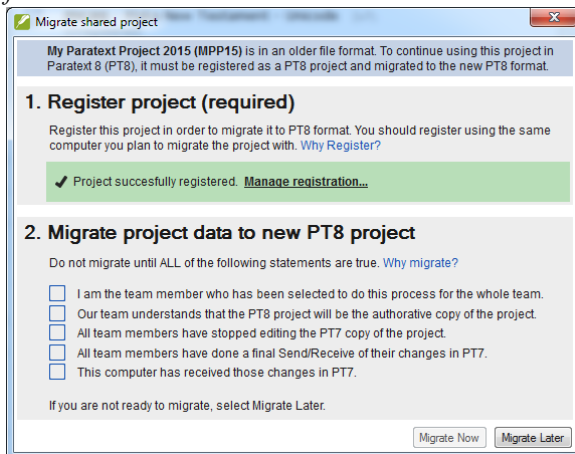 Migrate shared project
My Paratext Project 2015 (MPP15) is in an older file format. To continue using this project in
Paratext 8 (PT8), it must be registered as a PT8 project and migrated to the new PT8 format.
1. Register project (required)
Register this project in order to migrate it to PT8 format. You should register using the same
computer you plan to migrate the project with. Why Register?
Project succesfully registered. Manage registration...
2. Migrate project data to new PT8 project
Do not migrate until ALL of the following statements are true. Why migrate?
I am the team member who has been selected to do this process for the whole team.
Our team understands that the PT8 project will be the authorative copy of the project.
All team members have stopped editing the PT7 copy of the project.
All team members have done a final Send/Receive of their changes in PT7.
This computer has received those changes in PT7.
If you are not ready to migrate, select Migrate Later.
Migrate Now Migrate Later